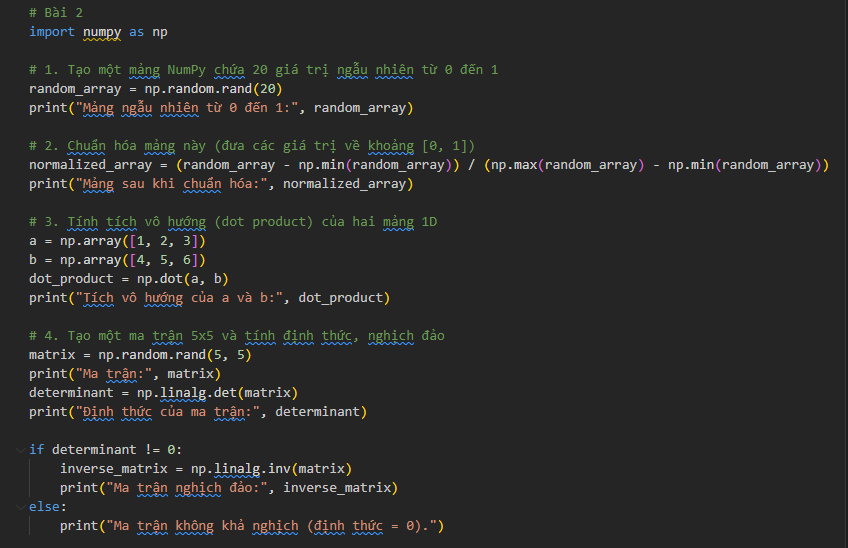 # Bài 2
import numpy as np
# 1. Tạo một mảng NumPy chứa 20 giá trị ngẫu nhiên từ 0 đến 1
random_array = np.random.rand(20)
print("Mảng ngẫu nhiên từ 0 đến 1:", random_array)
# 2. Chuẩn hóa mảng này (đưa các giá trị về khoảng [0, 1])
normalized_array = (random_array - np.min(random_array)) / (np.max(random_array) - np.min(random_array))
print("Mảng sau khi chuẩn hóa:", normalized_array)
# 3. Tính tích vô hướng (dot product) của hai mảng 1D
a = np.array([1, 2, 3])
b = np.array([4, 5, 6])
dot_product = np.dot(a, b)
print("Tích vô hướng của a và b:", dot_product)
# 4. Tạo một ma trận 5x5 và tính định thức, nghịch đảo
matrix = np.random.rand(5, 5)
print("Ma trận:", matrix)
determinant = np.linalg.det(matrix)
print("Định thức của ma trận:", determinant)
if determinant != 0:
    inverse_matrix = np.linalg.inv(matrix)
    print("Ma trận nghịch đảo:", inverse_matrix)
else:
    print("Ma trận không khả nghịch (định thức = 0).")